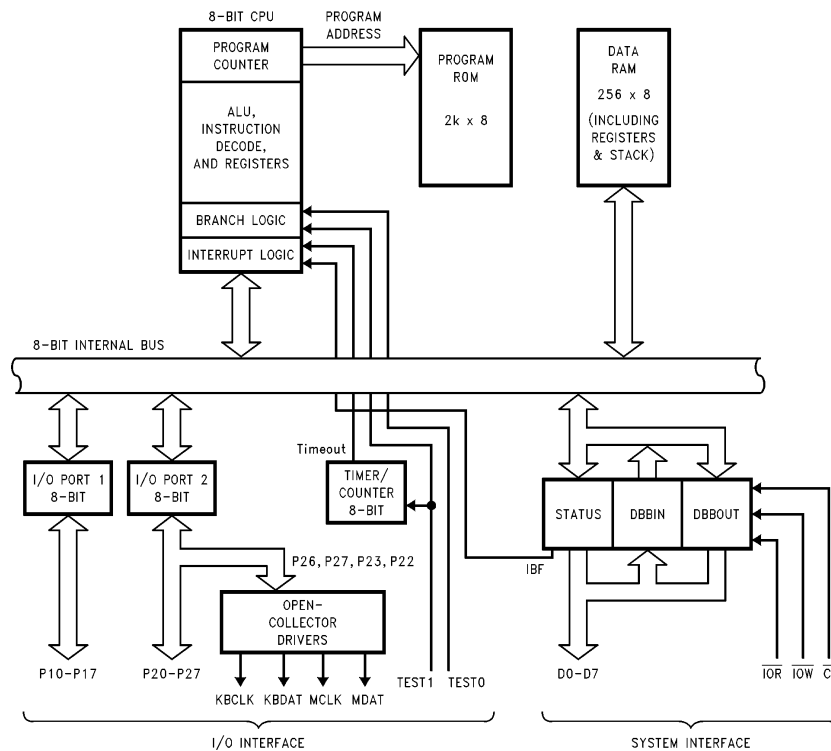 8-BIT CPU
PROGRAM
ADDRESS
PROGRAM
COUNTER
PROGRAM
ROM
2k x 8
DATA
RAM
256 x 8
(INCLUDING
REGISTERS
& STACK)
ALU,
INSTRUCTION
DECODE,
AND REGISTERS
BRANCH LOGIC
INTERRUPT LOGIC
8-BIT INTERNAL BUS
Timeout
I/O PORT 1
8-BIT
I/O PORT 2
8-BIT
TIMER/
COUNTER
8-BIT
STATUS
DBBIN
DBBOUT
IBF
P26, P27, P23, P22
OPEN-
COLLECTOR
DRIVERS
P10-P17
P20-P27
KBCLK
KBDAT
MCLK
MDAT
TEST1
TEST0
D0-D7
IOR
IOW
C
I/O INTERFACE
SYSTEM INTERFACE